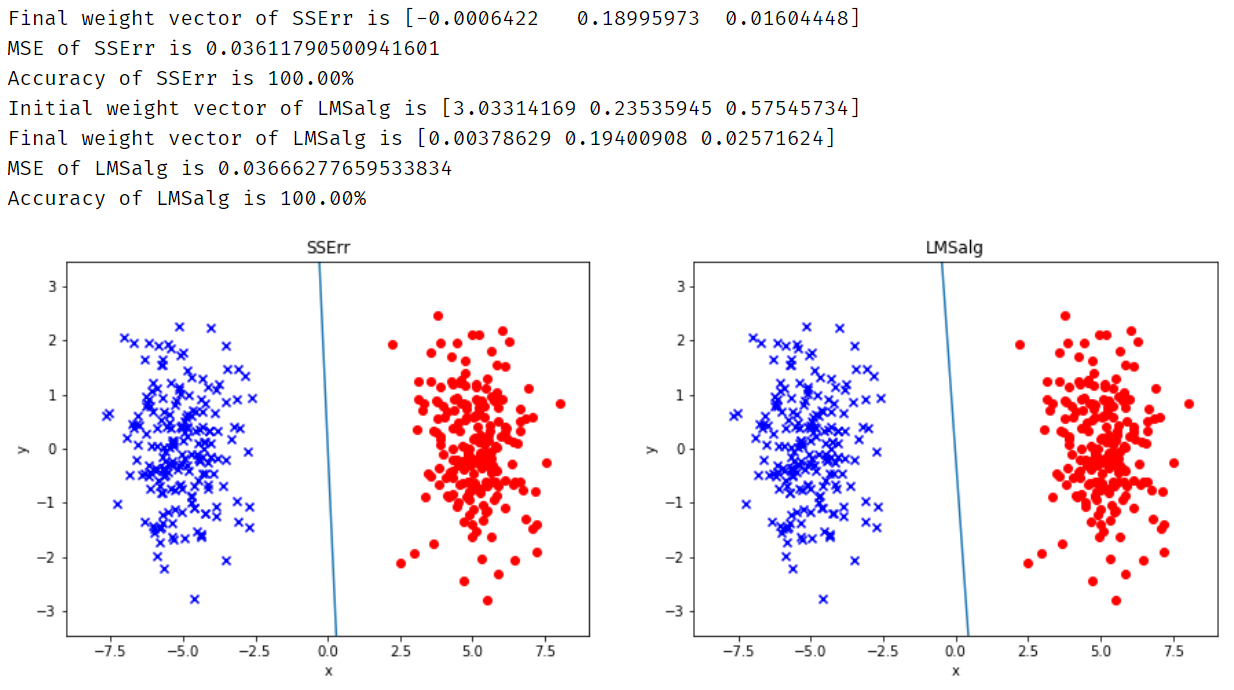 Final weight vector of SSErr is [-0.0006422   0.18995973  0.01604448]
MSE of SSErr is 0.03611790500941601
Accuracy of SSErr is 100.00%
Initial weight vector of LMSalg is [3.03314169 0.23535945 0.57545734]
Final weight vector of LMSalg is [0.00378629 0.19400908 0.02571624]
MSE of LMSalg is 0.03666277659533834
Accuracy of LMSalg is 100.00%
SSErr
3
2
1
0
−1
−2
−3
y
−7.5 −5.0 −2.5 0.0 2.5 5.0 7.5
x
LMSalg
3
2
1
0
−1
−2
−3
y
−7.5 −5.0 −2.5 0.0 2.5 5.0 7.5
x